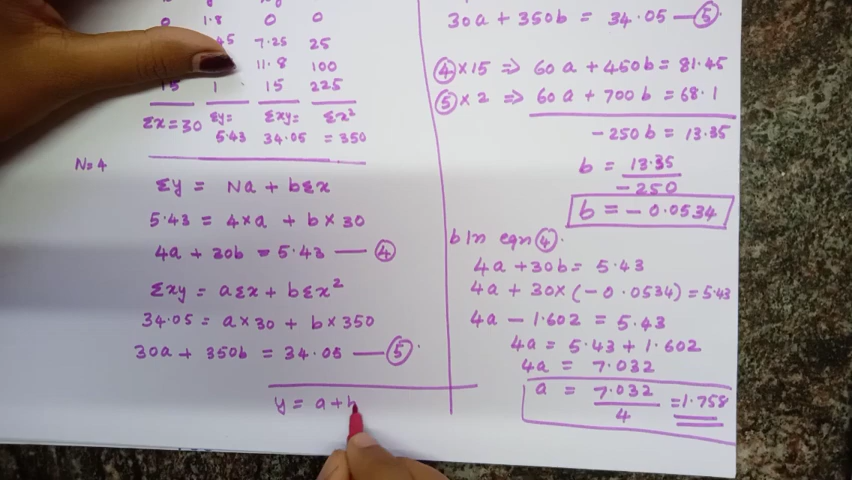 0 1.8 0 0
45 7.25 25
11.8 100
15 1 15 225
Σx=30 Σy= 5.43 Σxy= 34.05 Σx² = 350
N=4
Σy = Na + bΣx
5.43 = 4×a + b×30
4a + 30b = 5.43 — ④
Σxy = aΣx + bΣx²
34.05 = a×30 + b×350
30a + 350b = 34.05 — ⑤
y = a+b
30a + 350b = 34.05 — ⑤
④×15 ⇒ 60a + 450b = 81.45
⑤×2 ⇒ 60a + 700b = 68.1
-250b = 13.35
b = 13.35
-250
b = -0.0534
b in eqn ④.
4a + 30b = 5.43
4a + 30×(-0.0534) = 5.43
4a - 1.602 = 5.43
4a = 5.43 + 1.602
4a = 7.032
a = 7.032 = 1.758
4